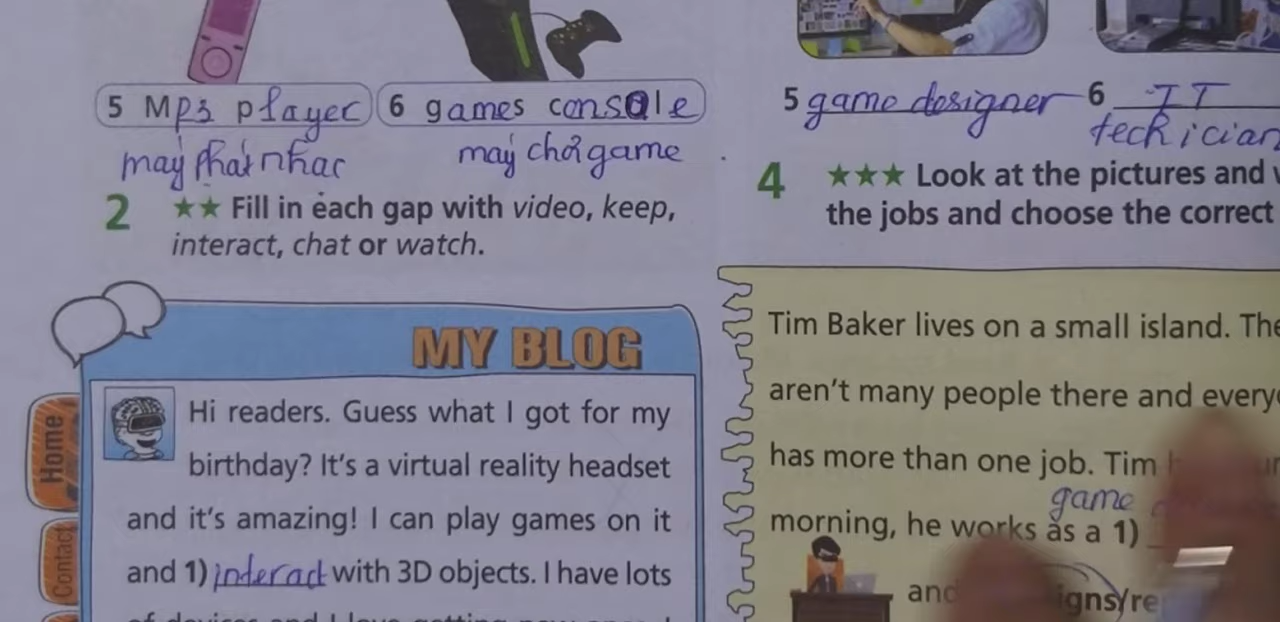 5 Mp3 player
6 games console
máy phát nhạc
máy chơi game
2 ★★ Fill in each gap with video, keep,
interact, chat or watch.
MY BLOG
Home
Contact
Hi readers. Guess what I got for my
birthday? It's a virtual reality headset
and it's amazing! I can play games on it
and 1) interact with 3D objects. I have lots
5 game designer
6 IT
techician
4 ★★★ Look at the pictures and
the jobs and choose the correct
Tim Baker lives on a small island.
aren't many people there and
has more than one job. Tim
game
morning, he works as a 1)